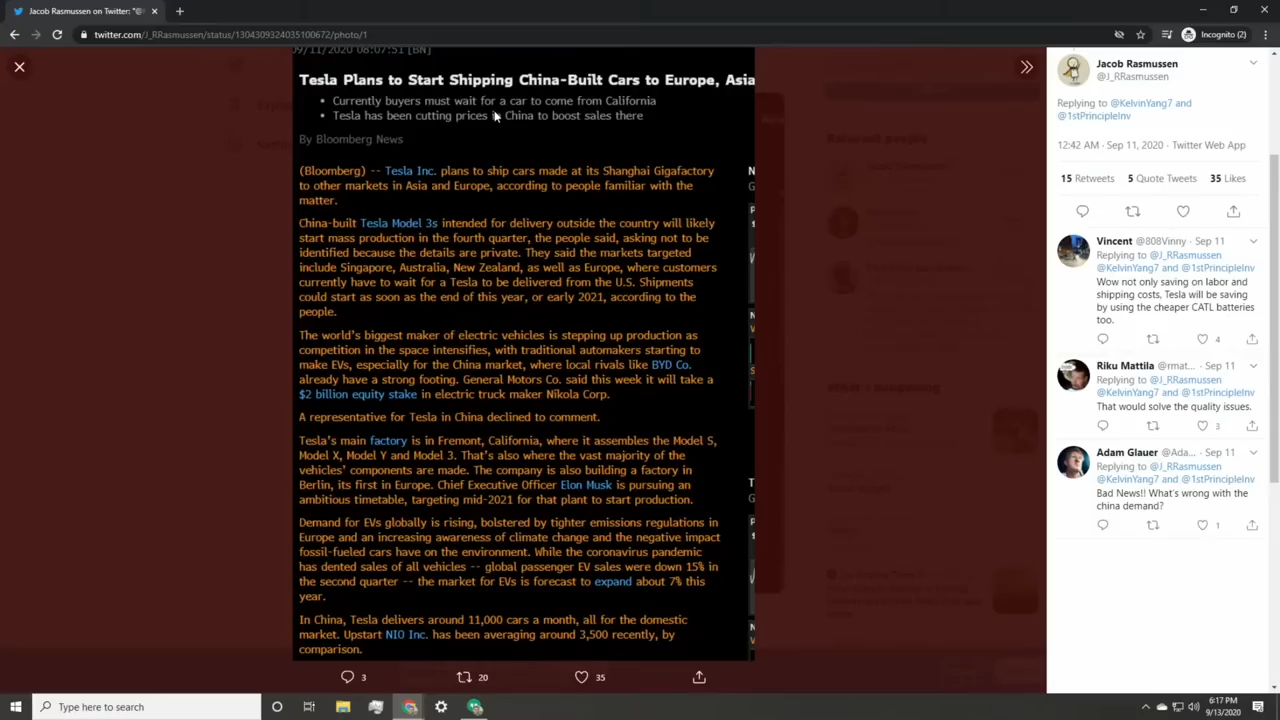 Jacob Rasmussen on Twitter: "@
twitter.com/J_RRasmussen/status/1304309324035100672/photo/1
Incognito (2)
09/11/2020 08:07:51 [BN]
Tesla Plans to Start Shipping China-Built Cars to Europe, Asia
• Currently buyers must wait for a car to come from California
• Tesla has been cutting prices in China to boost sales there
By Bloomberg News
(Bloomberg) -- Tesla Inc. plans to ship cars made at its Shanghai Gigafactory
to other markets in Asia and Europe, according to people familiar with the
matter.
China-built Tesla Model 3s intended for delivery outside the country will likely
start mass production in the fourth quarter, the people said, asking not to be
identified because the details are private. They said the markets targeted
include Singapore, Australia, New Zealand, as well as Europe, where customers
currently have to wait for a Tesla to be delivered from the U.S. Shipments
could start as soon as the end of this year, or early 2021, according to the
people.
The world's biggest maker of electric vehicles is stepping up production as
competition in the space intensifies, with traditional automakers starting to
make EVs, especially for the China market, where local rivals like BYD Co.
already have a strong footing. General Motors Co. said this week it will take a
$2 billion equity stake in electric truck maker Nikola Corp.
A representative for Tesla in China declined to comment.
Tesla's main factory is in Fremont, California, where it assembles the Model S,
Model X, Model Y and Model 3. That's also where the vast majority of the
vehicles' components are made. The company is also building a factory in
Berlin, its first in Europe. Chief Executive Officer Elon Musk is pursuing an
ambitious timetable, targeting mid-2021 for that plant to start production.
Demand for EVs globally is rising, bolstered by tighter emissions regulations in
Europe and an increasing awareness of climate change and the negative impact
fossil-fueled cars have on the environment. While the coronavirus pandemic
has dented sales of all vehicles -- global passenger EV sales were down 15% in
the second quarter -- the market for EVs is forecast to expand about 7% this
year.
In China, Tesla delivers around 11,000 cars a month, all for the domestic
market. Upstart NIO Inc. has been averaging around 3,500 recently, by
comparison.
3 20 35
Jacob Rasmussen
@J_RRasmussen
Replying to @KelvinYang7 and
@1stPrincipleInv
12:42 AM · Sep 11, 2020 · Twitter Web App
15 Retweets 5 Quote Tweets 35 Likes
Vincent @808Vinny · Sep 11
Replying to @J_RRasmussen
@KelvinYang7 and @1stPrincipleInv
Wow not only saving on labor and
shipping costs, Tesla will be saving
by using the cheaper CATL batteries
too.
4
Riku Mattila @rrmat... · Sep 11
Replying to @J_RRasmussen
@KelvinYang7 and @1stPrincipleInv
That would solve the quality issues.
3
Adam Glauer @Ada... · Sep 11
Replying to @J_RRasmussen
@KelvinYang7 and @1stPrincipleInv
Bad News!! What's wrong with the
china demand?
1
Type here to search
6:17 PM
9/13/2020